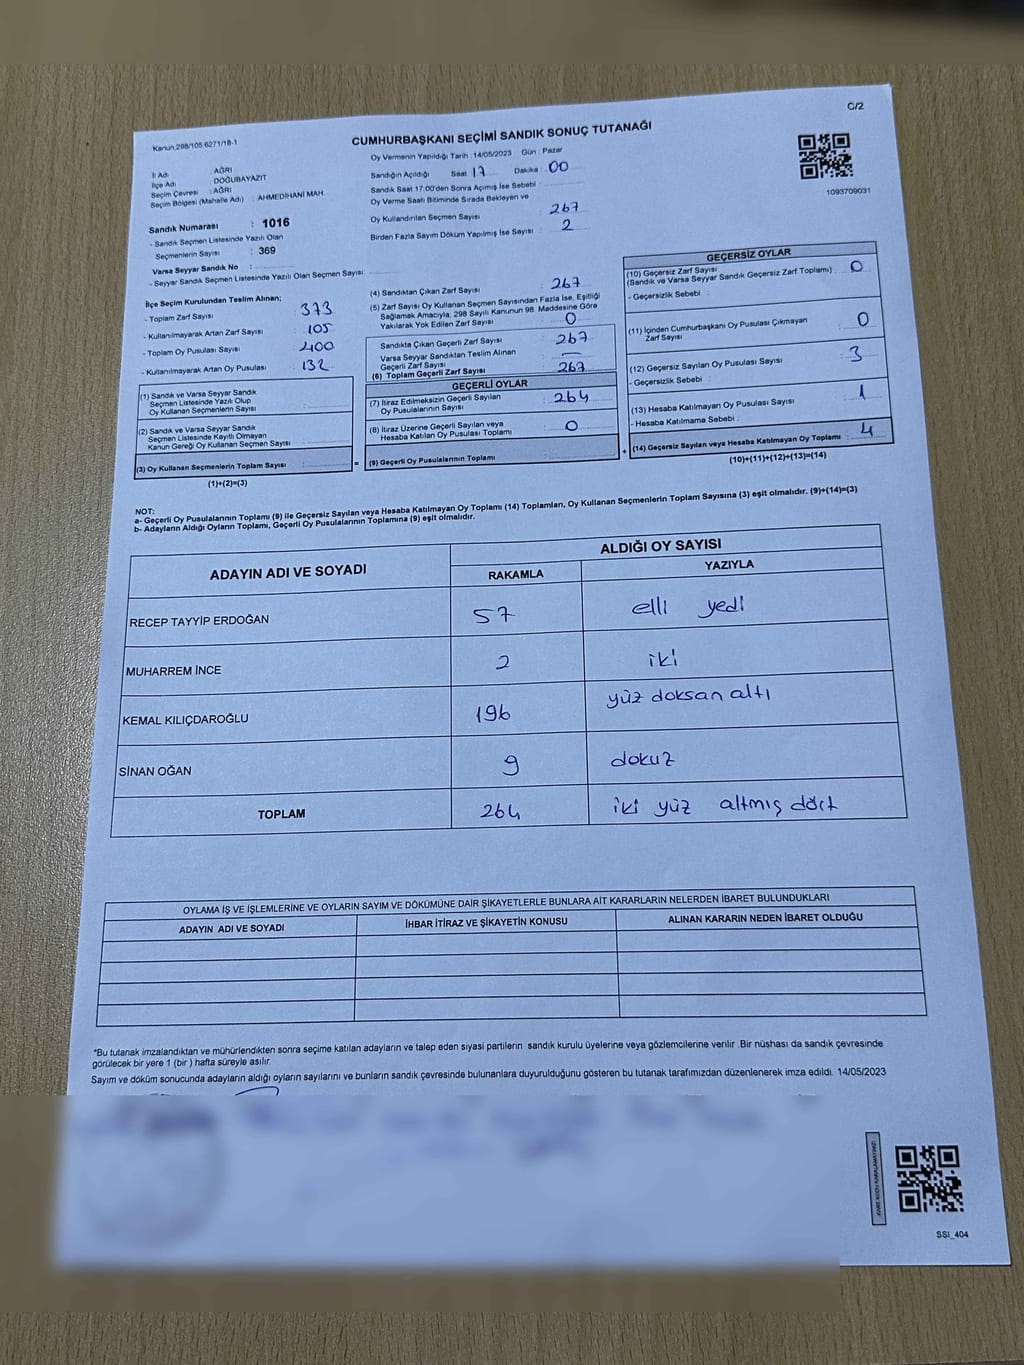 C/2
Kanun,298/105.6271/18-1
CUMHURBAŞKANI SEÇİMİ SANDIK SONUÇ TUTANAĞI
İl Adı : AĞRI
İlçe Adı : DOĞUBAYAZIT
Seçim Çevresi : AĞRI
Seçim Bölgesi (Mahalle Adı) : AHMEDİHANİ MAH.
Sandık Numarası : 1016
- Sandık Seçmen Listesinde Yazılı Olan
Seçmenlerin Sayısı : 369
Varsa Seyyar Sandık No :
- Seyyar Sandık Seçmen Listesinde Yazılı Olan Seçmen Sayısı :
Oy Vermenin Yapıldığı Tarih : 14/05/2023 Gün : Pazar
Sandığın Açıldığı Saat 17 Dakika : 00
Sandık Saat 17.00'den Sonra Açılmış İse Sebebi :
Oy Verme Saati Bitiminde Sırada Bekleyen ve
Oy Kullandırılan Seçmen Sayısı : 267
Birden Fazla Sayım Döküm Yapılmış İse Sayısı : 2
1093709031
İlçe Seçim Kurulundan Teslim Alınan;
- Toplam Zarf Sayısı : 373
- Kullanılmayarak Artan Zarf Sayısı : 105
- Toplam Oy Pusulası Sayısı : 400
- Kullanılmayarak Artan Oy Pusulası : 132
(1) Sandık ve Varsa Seyyar Sandık
Seçmen Listesinde Yazılı Olup
Oy Kullanan Seçmenlerin Sayısı :
(2) Sandık ve Varsa Seyyar Sandık
Seçmen Listesinde Kayıtlı Olmayan
Kanun Gereği Oy Kullanan Seçmen Sayısı :
(3) Oy Kullanan Seçmenlerin Toplam Sayısı :
(1)+(2)=(3)
(4) Sandıktan Çıkan Zarf Sayısı : 267
(5) Zarf Sayısı Oy Kullanan Seçmen Sayısından Fazla İse, Eşitliği
Sağlamak Amacıyla, 298 Sayılı Kanunun 98. Maddesine Göre
Yakılarak Yok Edilen Zarf Sayısı : 0
Sandıkta Çıkan Geçerli Zarf Sayısı : 267
Varsa Seyyar Sandıktan Teslim Alınan
Geçerli Zarf Sayısı : —
(6) Toplam Geçerli Zarf Sayısı : 267
GEÇERLİ OYLAR
(7) İtiraz Edilmeksizin Geçerli Sayılan
Oy Pusulalarının Sayısı : 264
(8) İtiraz Üzerine Geçerli Sayılan veya
Hesaba Katılan Oy Pusulası Toplamı : 0
= (9) Geçerli Oy Pusulalarının Toplamı :
GEÇERSİZ OYLAR
(10) Geçersiz Zarf Sayısı : 0
(Sandık ve Varsa Seyyar Sandık Geçersiz Zarf Toplamı)
- Geçersizlik Sebebi :
(11) İçinden Cumhurbaşkanı Oy Pusulası Çıkmayan
Zarf Sayısı : 0
(12) Geçersiz Sayılan Oy Pusulası Sayısı : 3
- Geçersizlik Sebebi :
(13) Hesaba Katılmayan Oy Pusulası Sayısı : 1
- Hesaba Katılmama Sebebi :
+ (14) Geçersiz Sayılan veya Hesaba Katılmayan Oy Toplamı : 4
(10)+(11)+(12)+(13)=(14)
NOT:
a- Geçerli Oy Pusulalarının Toplamı (9) ile Geçersiz Sayılan veya Hesaba Katılmayan Oy Toplamı (14) Toplamları, Oy Kullanan Seçmenlerin Toplam Sayısına (3) eşit olmalıdır. (9)+(14)=(3)
b- Adayların Aldığı Oyların Toplamı, Geçerli Oy Pusulalarının Toplamına (9) eşit olmalıdır.
ADAYIN ADI VE SOYADI ALDIĞI OY SAYISI
RAKAMLA YAZIYLA
RECEP TAYYİP ERDOĞAN 57 elli yedi
MUHARREM İNCE 2 iki
KEMAL KILIÇDAROĞLU 196 yüz doksan altı
SİNAN OĞAN 9 dokuz
TOPLAM 264 iki yüz altmış dört
OYLAMA İŞ VE İŞLEMLERİNE VE OYLARIN SAYIM VE DÖKÜMÜNE DAİR ŞİKAYETLERLE BUNLARA AİT KARARLARIN NELERDEN İBARET BULUNDUKLARI
ADAYIN ADI VE SOYADI İHBAR İTİRAZ VE ŞİKAYETİN KONUSU ALINAN KARARIN NEDEN İBARET OLDUĞU
*Bu tutanak imzalandıktan ve mühürlendikten sonra seçime katılan adayların ve talep eden siyasi partilerin sandık kurulu üyelerine veya gözlemcilerine verilir .Bir nüshası da sandık çevresinde
görülecek bir yere 1 (bir) hafta süreyle asılır.
Sayım ve döküm sonucunda adayların aldığı oyların sayılarını ve bunların sandık çevresinde bulunanlara duyurulduğunu gösteren bu tutanak tarafımızdan düzenlenerek imza edildi. 14/05/2023
KARE KODU KARALAMAYINIZ!
SSI_404